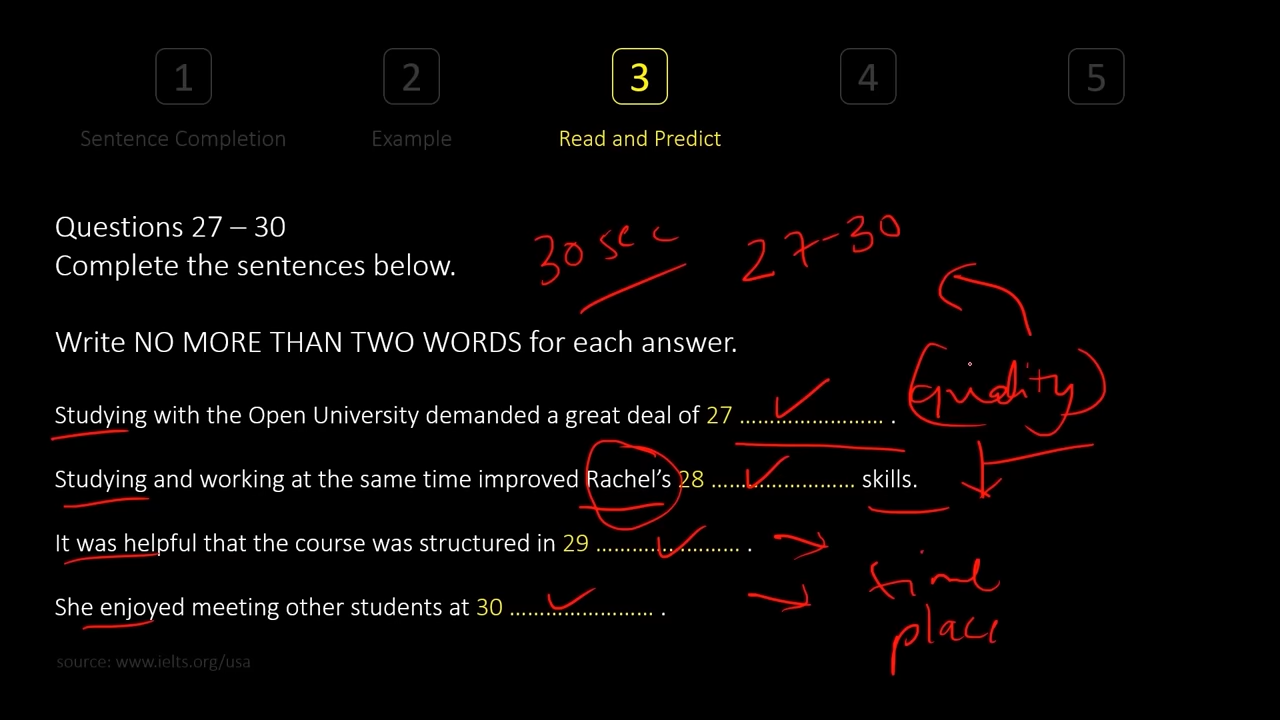 1 2 3 4 5
Sentence Completion Example Read and Predict
Questions 27 – 30
Complete the sentences below.
30 sec 27-30
Write NO MORE THAN TWO WORDS for each answer.
(quality)
Studying with the Open University demanded a great deal of 27 ........................ .
Studying and working at the same time improved Rachel’s 28 ........................ skills.
It was helpful that the course was structured in 29 ........................ .
time
She enjoyed meeting other students at 30 ........................ .
place
source: www.ielts.org/usa